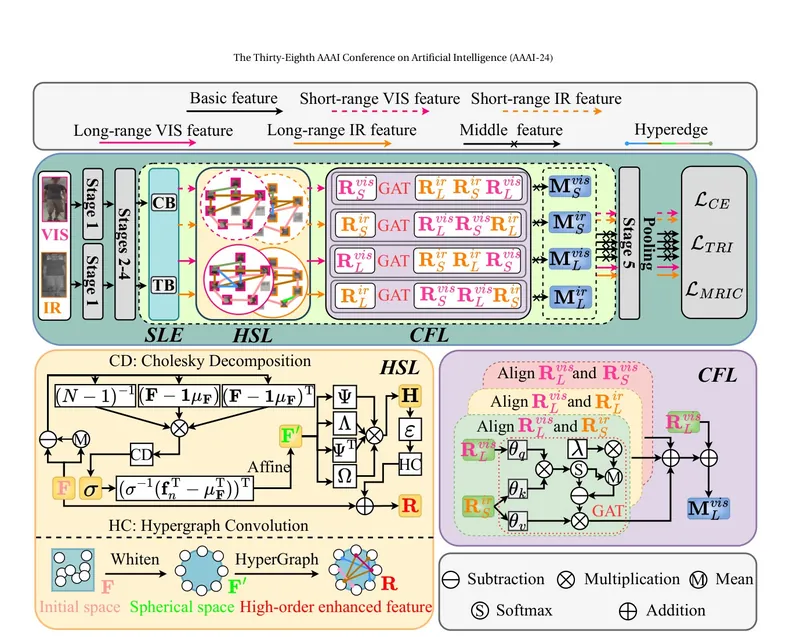 The Thirty-Eighth AAAI Conference on Artificial Intelligence (AAAI-24)
Basic feature
Short-range VIS feature
Short-range IR feature
Long-range VIS feature
Long-range IR feature
Middle feature
Hyperedge
VIS
IR
Stage 1
Stage 1
Stages 2-4
CB
TB
SLE
HSL
CFL
R_S^{vis} GAT R_L^{ir} R_S^{ir} R_L^{vis}
R_S^{ir} GAT R_L^{vis} R_S^{vis} R_L^{ir}
R_L^{vis} GAT R_S^{ir} R_L^{ir} R_S^{vis}
R_L^{ir} GAT R_S^{vis} R_L^{vis} R_S^{ir}
M_S^{vis}
M_S^{ir}
M_L^{vis}
M_L^{ir}
Stage 5
Pooling
ℒ_{CE}
ℒ_{TRI}
ℒ_{MRIC}
CD: Cholesky Decomposition
HSL
(N − 1)^{−1} (F − 1μ_F) (F − 1μ_F)^T
M
CD
F
σ
(σ^{−1}(f_n^T − μ_F^T))^T
Affine
F′
Ψ
Λ
Ψ^T
Ω
H
ε
HC
R
HC: Hypergraph Convolution
Whiten
HyperGraph
F
F′
R
Initial space
Spherical space
High-order enhanced feature
CFL
Align R_L^{vis} and R_S^{vis}
Align R_L^{vis} and R_L^{ir}
Align R_L^{vis} and R_S^{ir}
R_L^{vis}
R_S^{ir}
θ_q
θ_k
θ_v
λ
S
M
GAT
R_L^{vis}
M_L^{vis}
Subtraction
Multiplication
M Mean
S Softmax
Addition